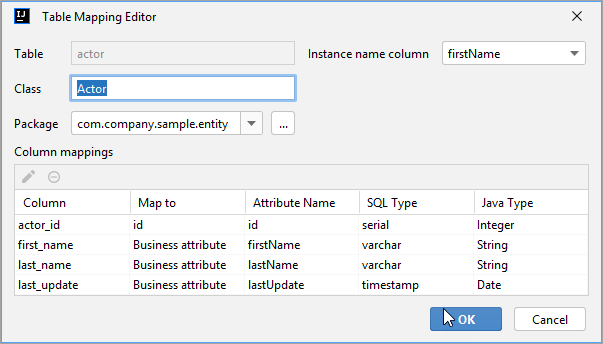 IJ Table Mapping Editor
Table actor Instance name column firstName
Class Actor
Package com.company.sample.entity ...
Column mappings
Column Map to Attribute Name SQL Type Java Type
actor_id id id serial Integer
first_name Business attribute firstName varchar String
last_name Business attribute lastName varchar String
last_update Business attribute lastUpdate timestamp Date
OK Cancel